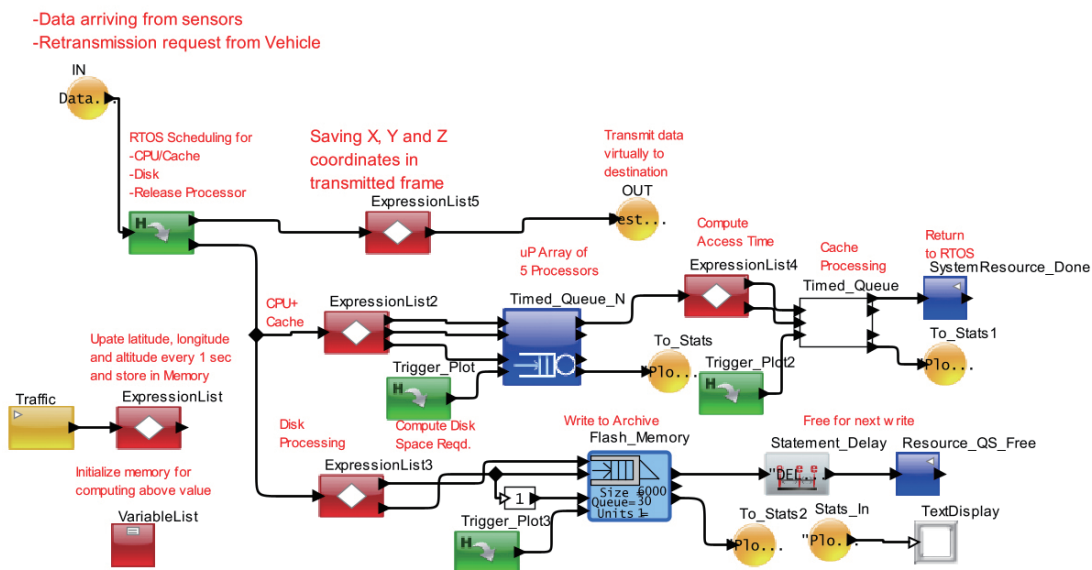 -Data arriving from sensors
-Retransmission request from Vehicle
IN
Data...
RTOS Scheduling for
-CPU/Cache
-Disk
-Release Processor
H
Saving X, Y and Z
coordinates in
transmitted frame
ExpressionList5
Transmit data
virtually to
destination
OUT
est...
uP Array of
5 Processors
Compute
Access Time
ExpressionList4
Cache
Processing
Timed_Queue
Return
to RTOS
SystemResource_Done
CPU+
Cache
ExpressionList2
Timed_Queue_N
To_Stats
Plo...
To_Stats1
Plo...
Trigger_Plot
H
Trigger_Plot2
H
Upate latitude, longitude
and altitude every 1 sec
and store in Memory
Traffic
ExpressionList
Disk
Processing
Compute Disk
Space Reqd.
Write to Archive
Flash_Memory
Free for next write
Statement_Delay
"DEL...
Resource_QS_Free
ExpressionList3
1
Size = 6000
Queue=30
Units 1=
Initialize memory for
computing above value
VariableList
Trigger_Plot3
H
To_Stats2
Plo...
Stats_In
"Plo...
TextDisplay